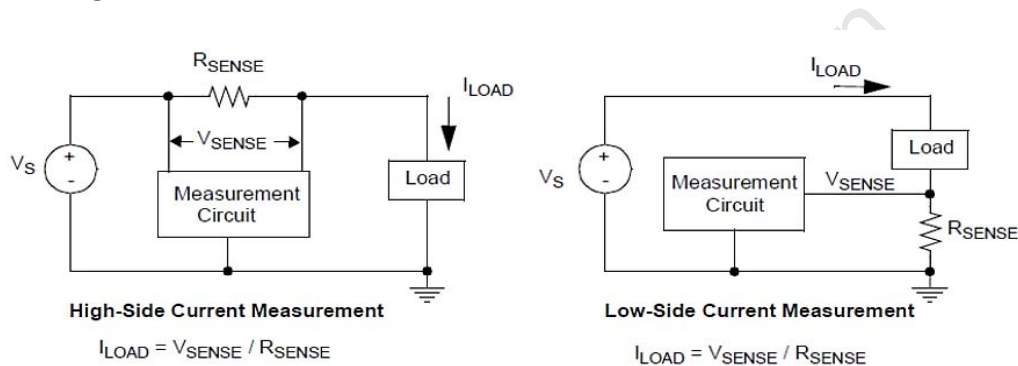 RSENSE
ILOAD
VSENSE
VS
+
-
Measurement
Circuit
Load
High-Side Current Measurement
ILOAD = VSENSE / RSENSE
ILOAD
VS
+
-
Measurement
Circuit
VSENSE
Load
RSENSE
Low-Side Current Measurement
ILOAD = VSENSE / RSENSE